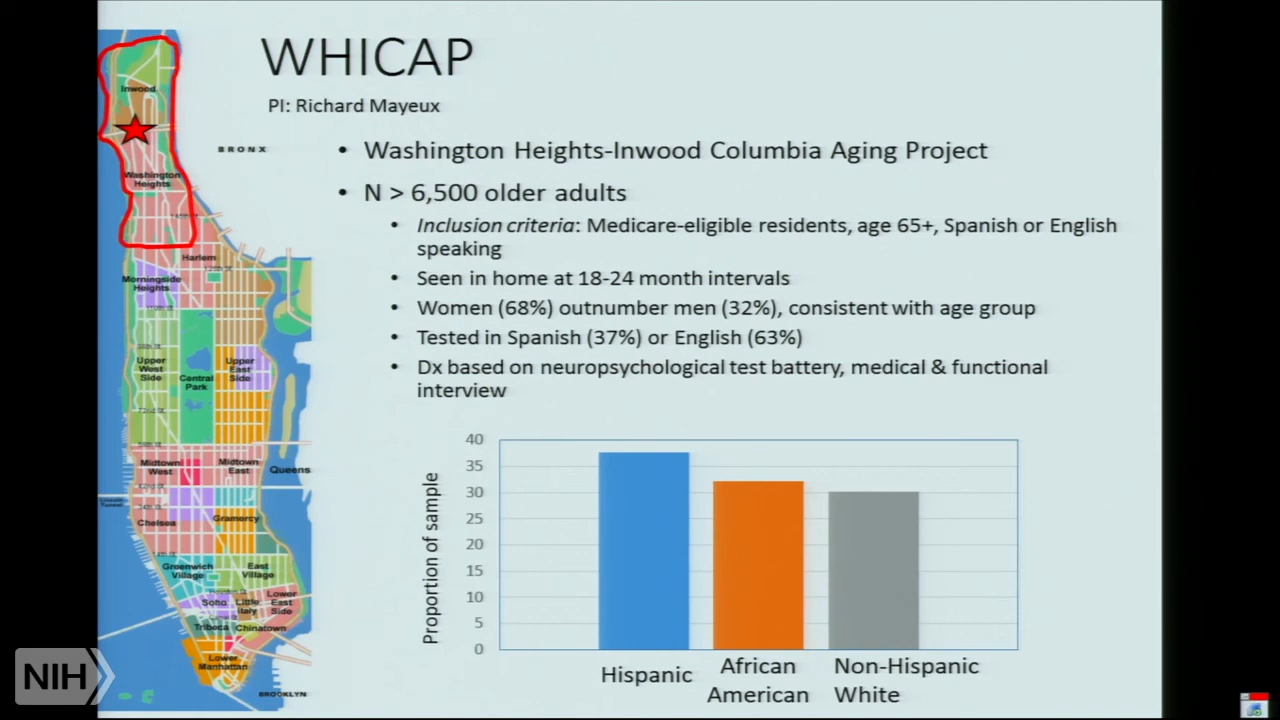 WHICAP
PI: Richard Mayeux
• Washington Heights-Inwood Columbia Aging Project
• N > 6,500 older adults
• Inclusion criteria: Medicare-eligible residents, age 65+, Spanish or English
speaking
• Seen in home at 18-24 month intervals
• Women (68%) outnumber men (32%), consistent with age group
• Tested in Spanish (37%) or English (63%)
• Dx based on neuropsychological test battery, medical & functional
interview
Inwood
BRONX
Washington
Heights
Harlem
Morningside
Heights
Upper
West
Side
Central
Park
Upper
East
Side
Midtown
West
Midtown
East
Queens
Chelsea
Gramercy
Greenwich
Village
East
Village
Soho
Little
Italy
Lower
East
Side
Tribeca
Chinatown
Lower
Manhattan
BROOKLYN
Proportion of sample
40
35
30
25
20
15
10
5
0
Hispanic
African
American
Non-Hispanic
White
NIH